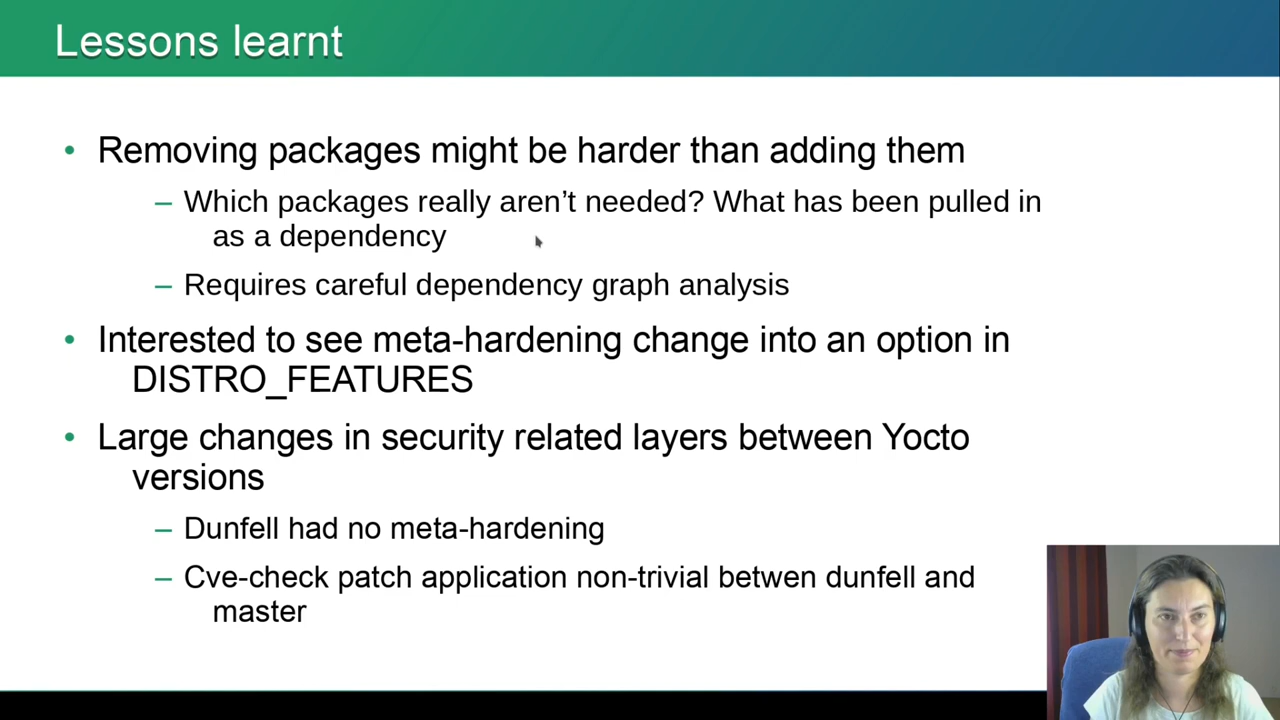 Lessons learnt
• Removing packages might be harder than adding them
– Which packages really aren't needed? What has been pulled in
as a dependency
– Requires careful dependency graph analysis
• Interested to see meta-hardening change into an option in
DISTRO_FEATURES
• Large changes in security related layers between Yocto
versions
– Dunfell had no meta-hardening
– Cve-check patch application non-trivial betwen dunfell and
master